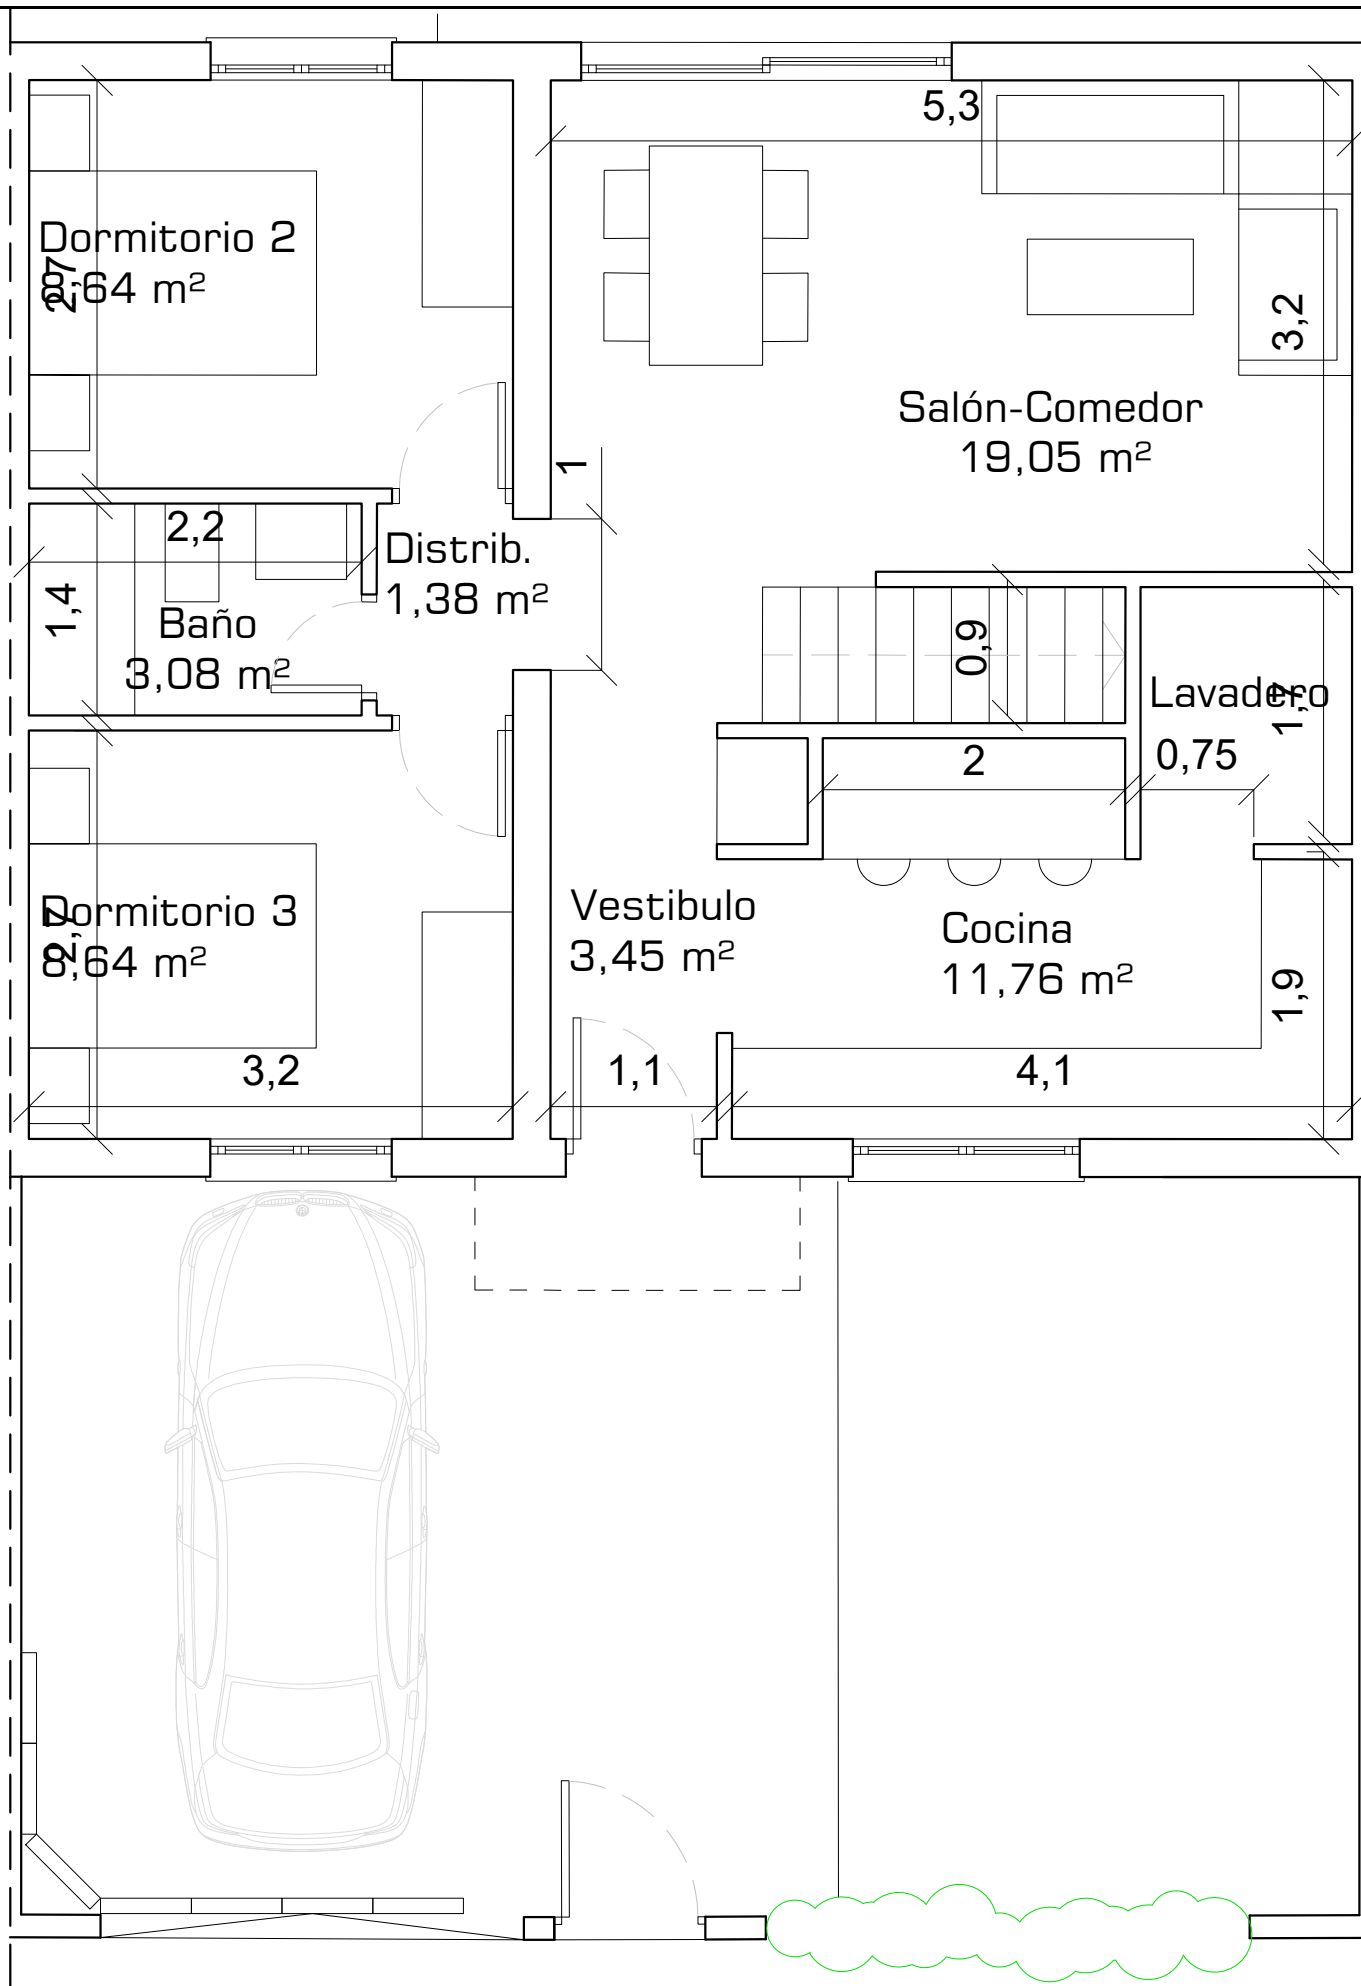 5,3
Dormitorio 2
8,64 m²
2,7
3,2
Salón-Comedor
19,05 m²
1
2,2
Distrib.
1,38 m²
1,4
Baño
3,08 m²
0,9
Lavadero
1,7
2
0,75
Dormitorio 3
8,64 m²
2,7
Vestibulo
3,45 m²
Cocina
11,76 m²
1,9
3,2
1,1
4,1